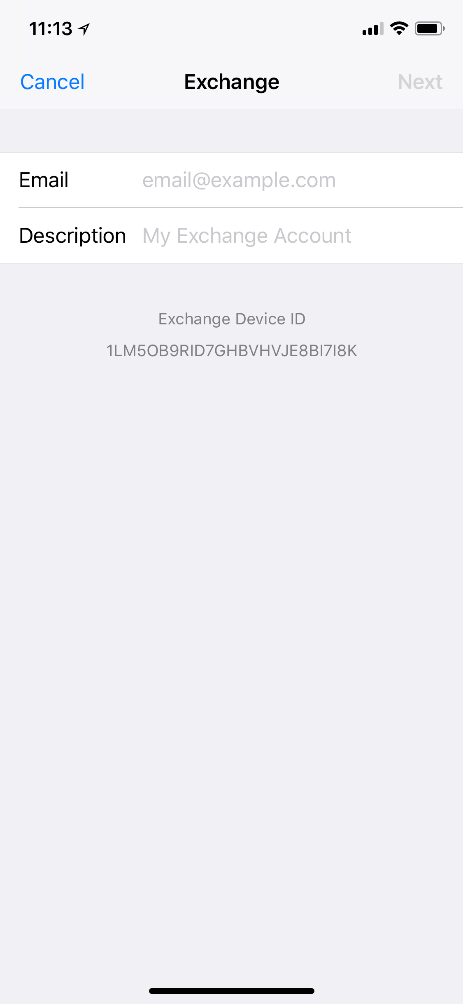 11:13
Cancel Exchange Next
Email email@example.com
Description My Exchange Account
Exchange Device ID
1LM5OB9RID7GHBVHVJE8BI7I8K